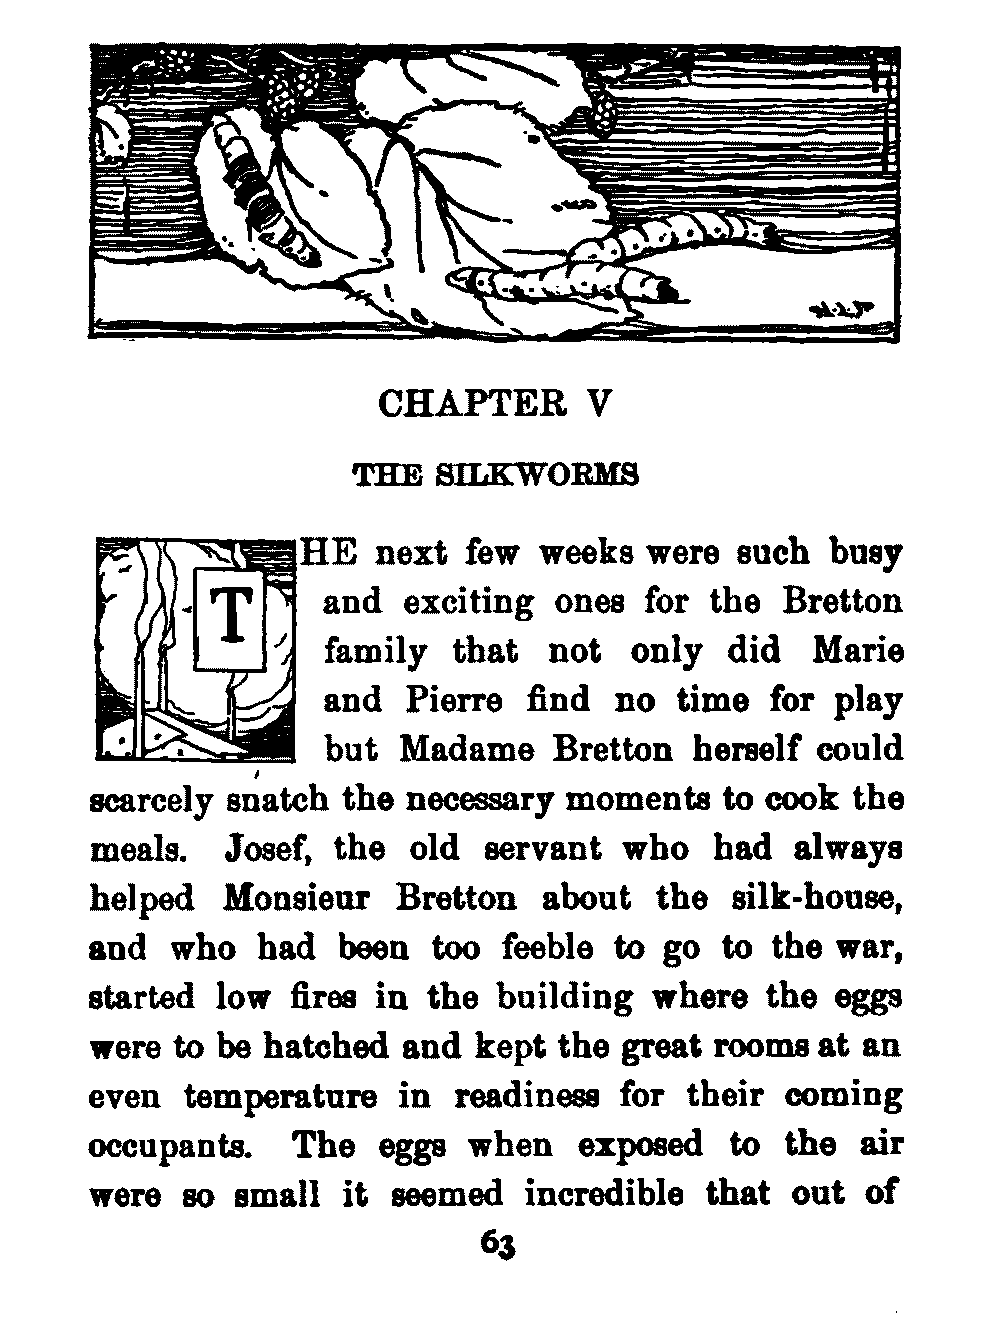 CHAPTER V
THE SILKWORMS
THE next few weeks were such busy
and exciting ones for the Bretton
family that not only did Marie
and Pierre find no time for play
but Madame Bretton herself could
scarcely snatch the necessary moments to cook the
meals. Josef, the old servant who had always
helped Monsieur Bretton about the silk-house,
and who had been too feeble to go to the war,
started low fires in the building where the eggs
were to be hatched and kept the great rooms at an
even temperature in readiness for their coming
occupants. The eggs when exposed to the air
were so small it seemed incredible that out of
63